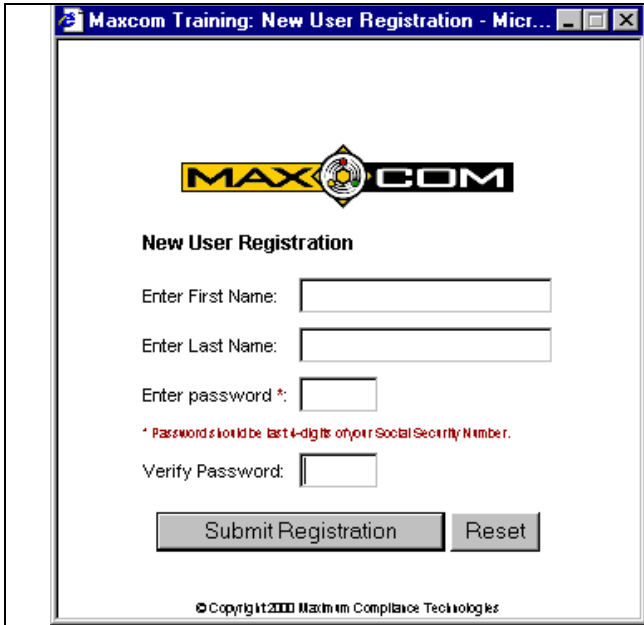 Maxcom Training: New User Registration - Micr...
MAXCOM
New User Registration
Enter First Name:
Enter Last Name:
Enter password *:
* Password should be last 4-digits of your Social Security Number.
Verify Password:
Submit Registration Reset
© Copyright 2000 Maximum Compliance Technologies